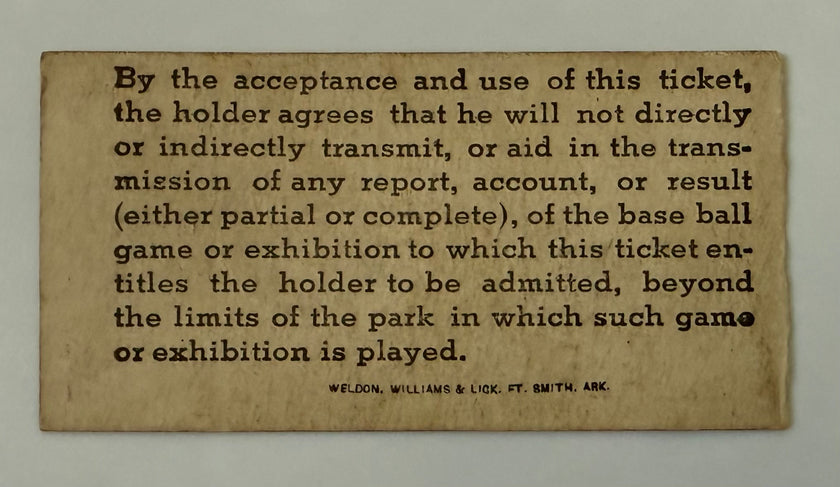 By the acceptance and use of this ticket,
the holder agrees that he will not directly
or indirectly transmit, or aid in the trans-
mission of any report, account, or result
(either partial or complete), of the base ball
game or exhibition to which this ticket en-
titles the holder to be admitted, beyond
the limits of the park in which such game
or exhibition is played.
WELDON, WILLIAMS & LICK, FT. SMITH, ARK.